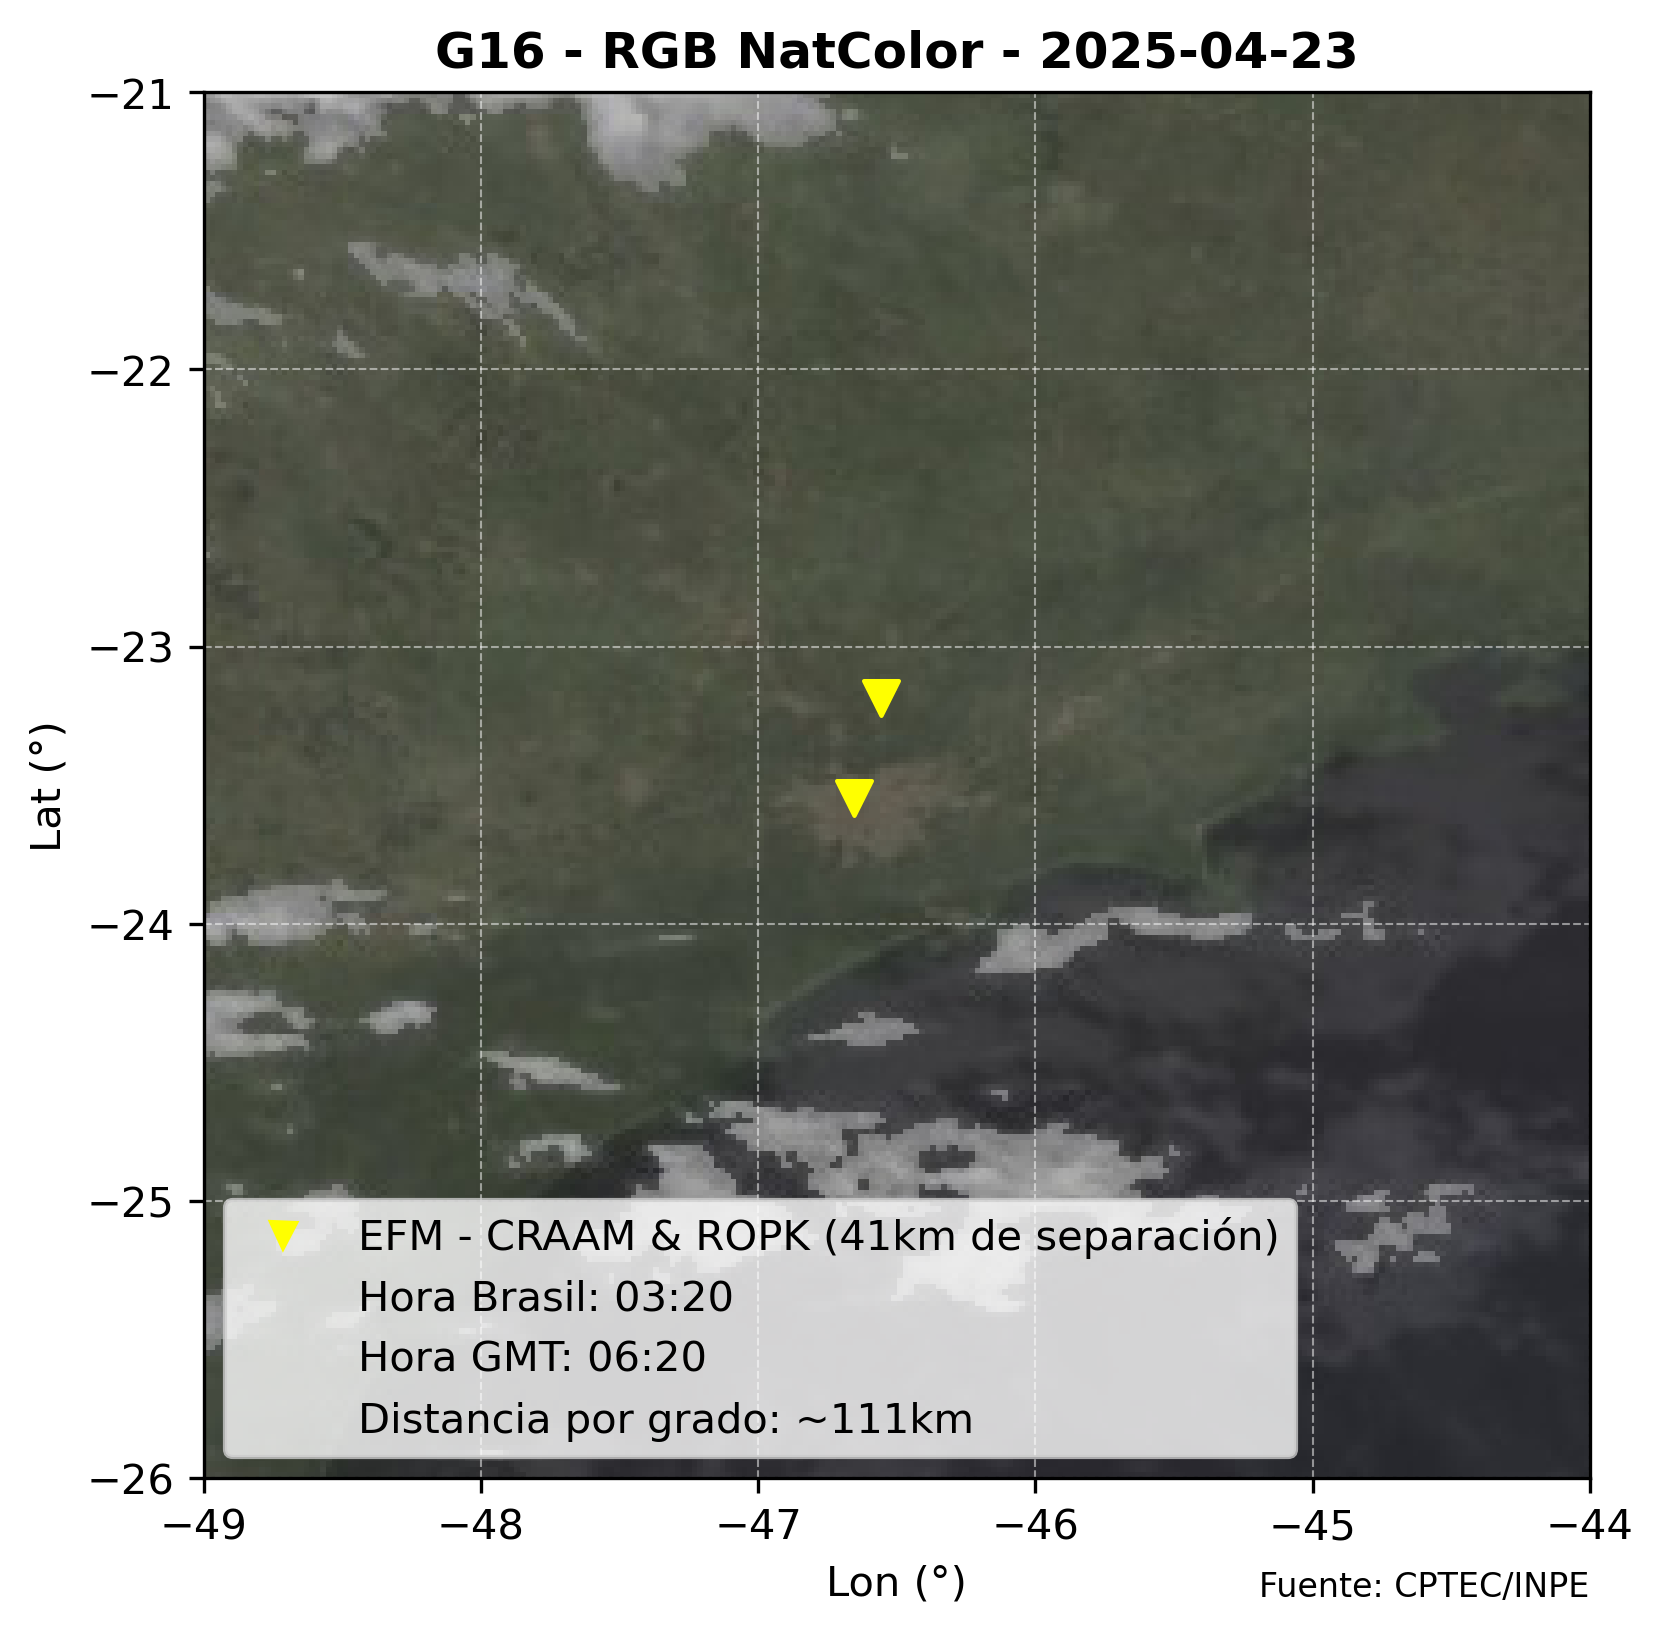 G16 - RGB NatColor - 2025-04-23
−21
−22
−23
−24
−25
−26
Lat (°)
EFM - CRAAM & ROPK (41km de separación)
Hora Brasil: 03:20
Hora GMT: 06:20
Distancia por grado: ~111km
−49 −48 −47 −46 −45 −44
Lon (°)
Fuente: CPTEC/INPE